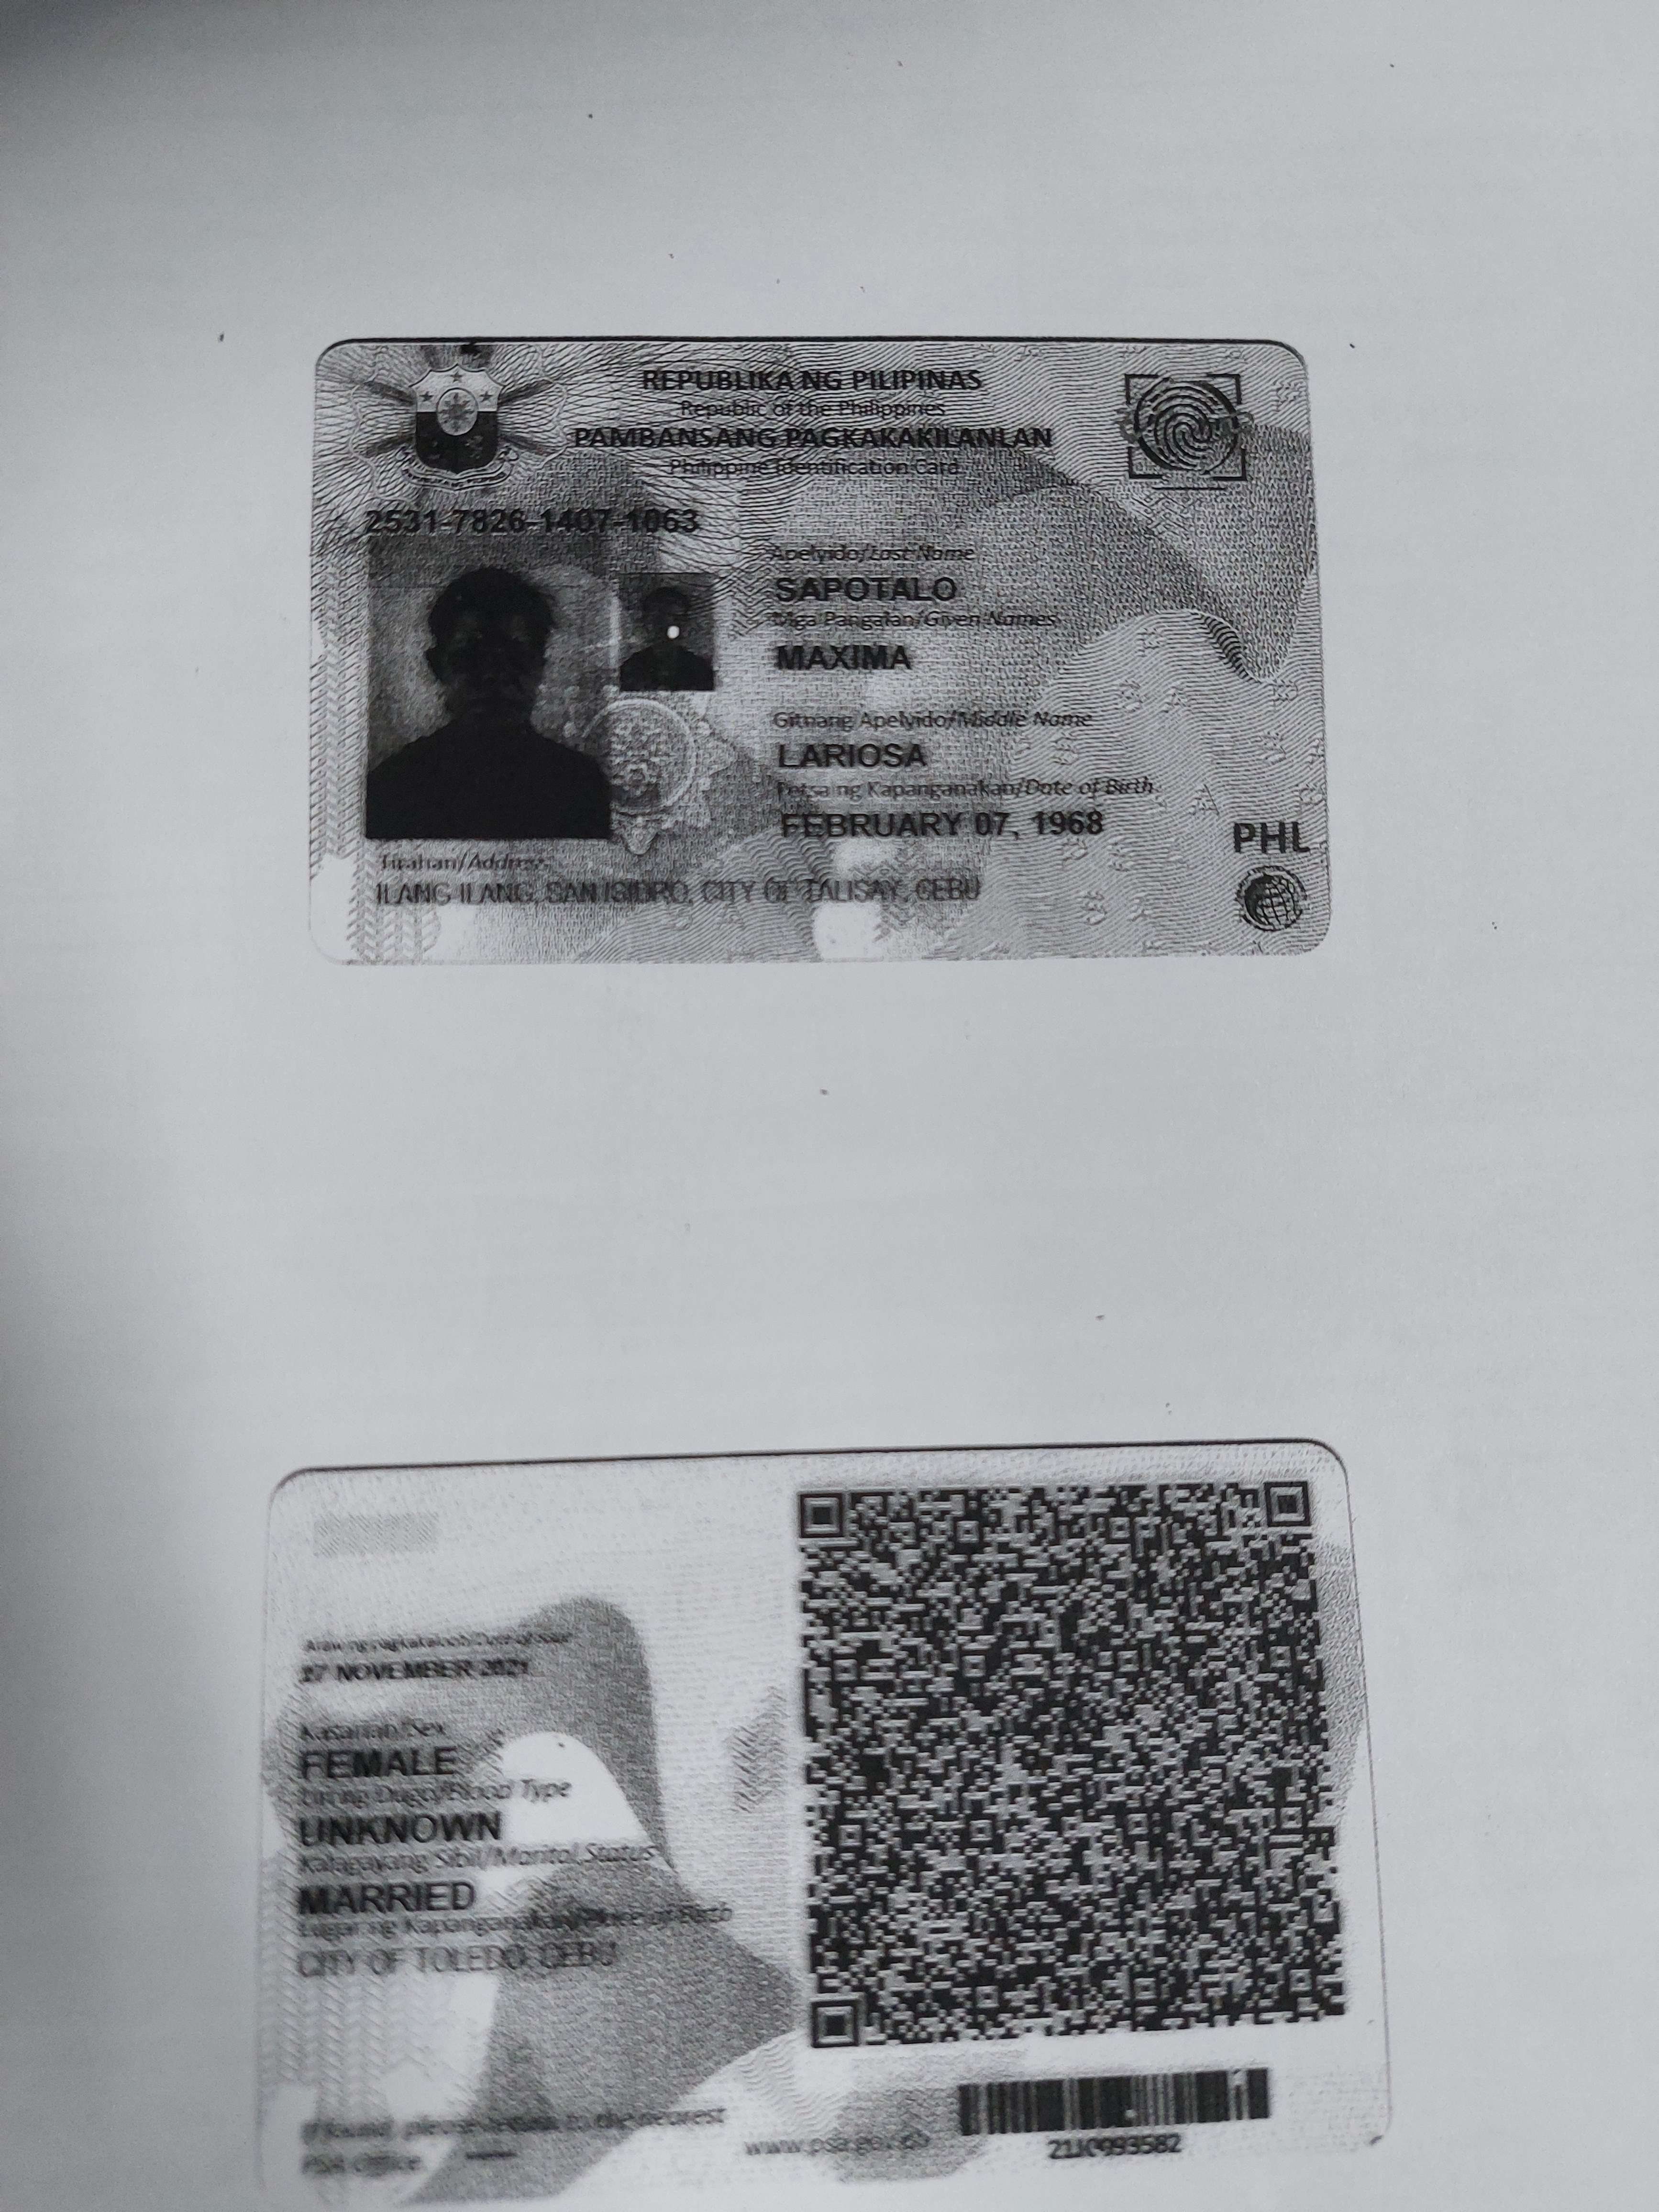 REPUBLIKA NG PILIPINAS
Republic of the Philippines
PAMBANSANG PAGKAKAKILANLAN
Philippine Identification Card
2531-7826-1407-1063
Apelyido/Last Name
SAPOTALO
Mga Pangalan/Given Names
MAXIMA
Gitnang Apelyido/Middle Name
LARIOSA
Petsa ng Kapanganakan/Date of Birth
FEBRUARY 07, 1968
PHL
Tirahan/Address
ILANG-ILANG, SAN ISIDRO, CITY OF TALISAY, CEBU
Araw ng pagkakaloob/Date of issue
17 NOVEMBER 2021
Kasarian/Sex
FEMALE
Uri ng Dugo/Blood Type
UNKNOWN
Kalagayang Sibil/Marital Status
MARRIED
Lugar ng Kapanganakan/Place of Birth
CITY OF TOLEDO, CEBU
If found, please return to the nearest
PSA Office
www.psa.gov.ph